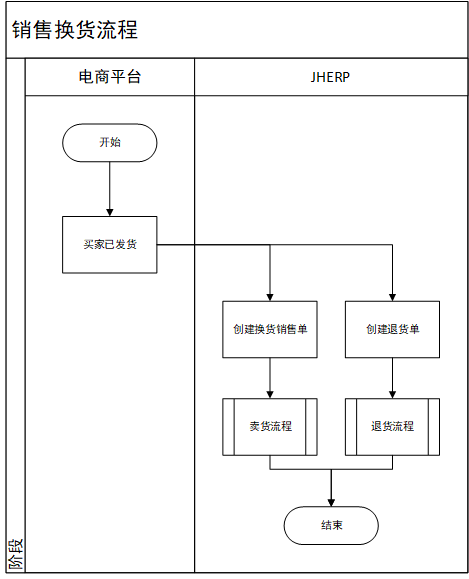 销售换货流程
电商平台
JHERP
开始
买家已发货
创建换货销售单
创建退货单
卖货流程
退货流程
结束
阶段